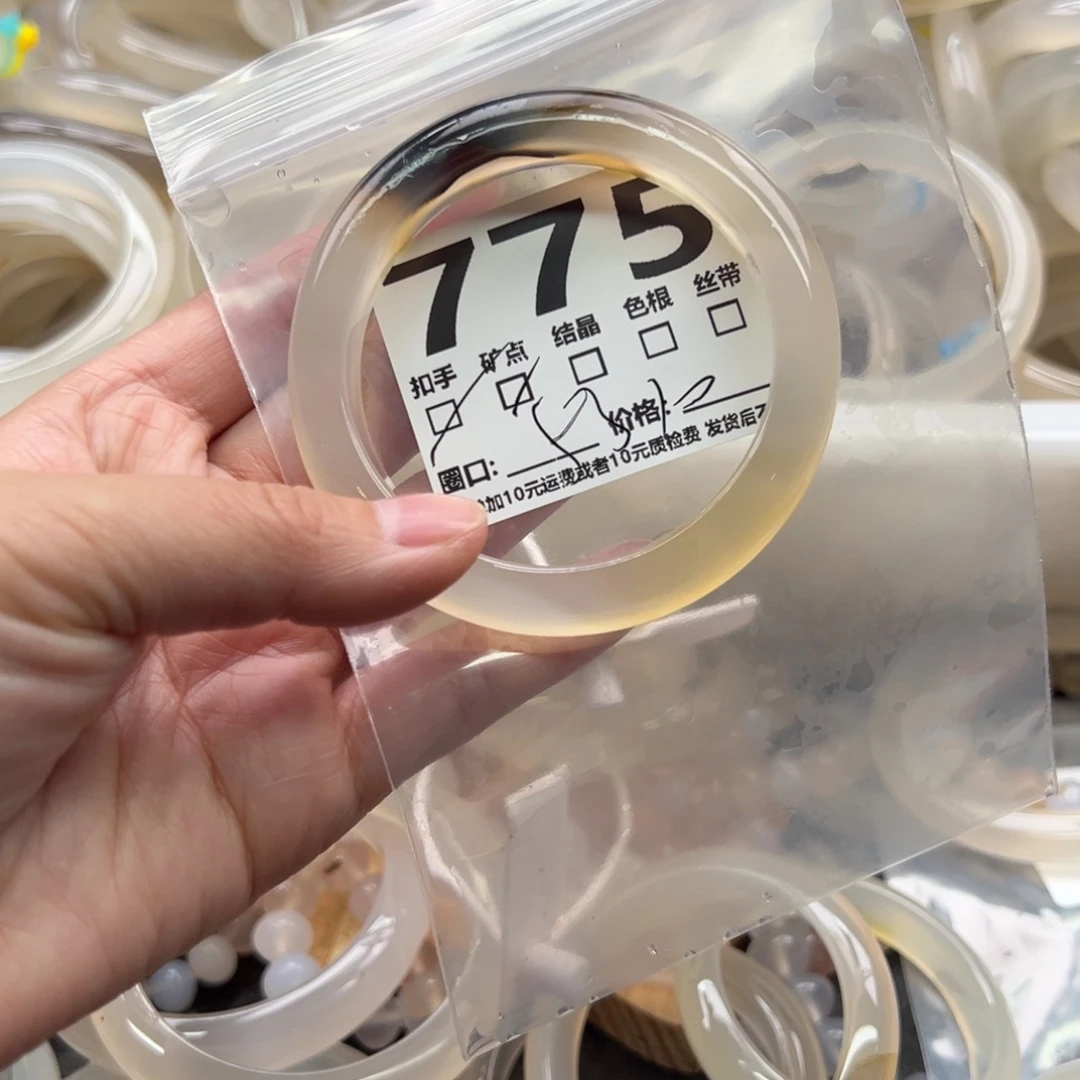 775
扣手 矿点 结晶 色根 丝带
圈口: 价格:
加10元运费或者10元质检费 发货后不